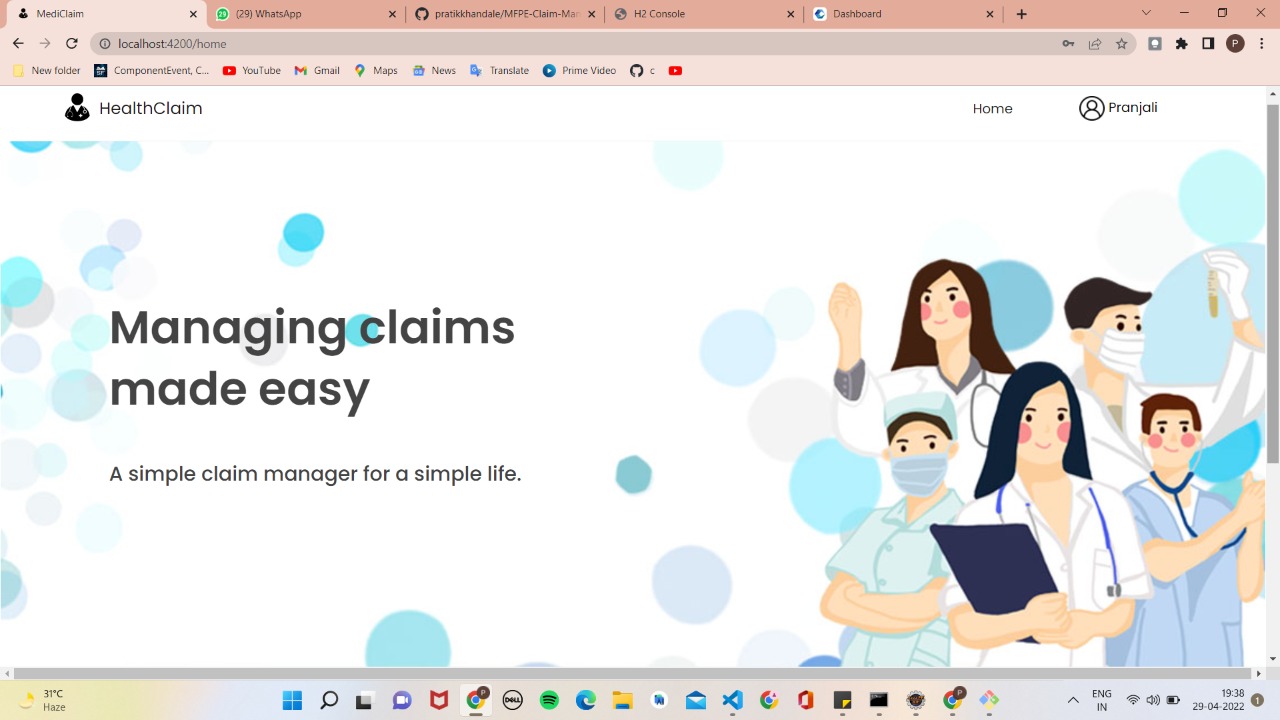 MediClaim
(29) WhatsApp
pratikkhandale/MFPE-Claim-Man
H2 Console
Dashboard
localhost:4200/home
P
New folder
ComponentEvent, C...
YouTube
Gmail
Maps
News
Translate
Prime Video
c
HealthClaim
Home
Pranjali
Managing claims
made easy
A simple claim manager for a simple life.
31°C
Haze
DELL
ENG
IN
19:38
29-04-2022
1